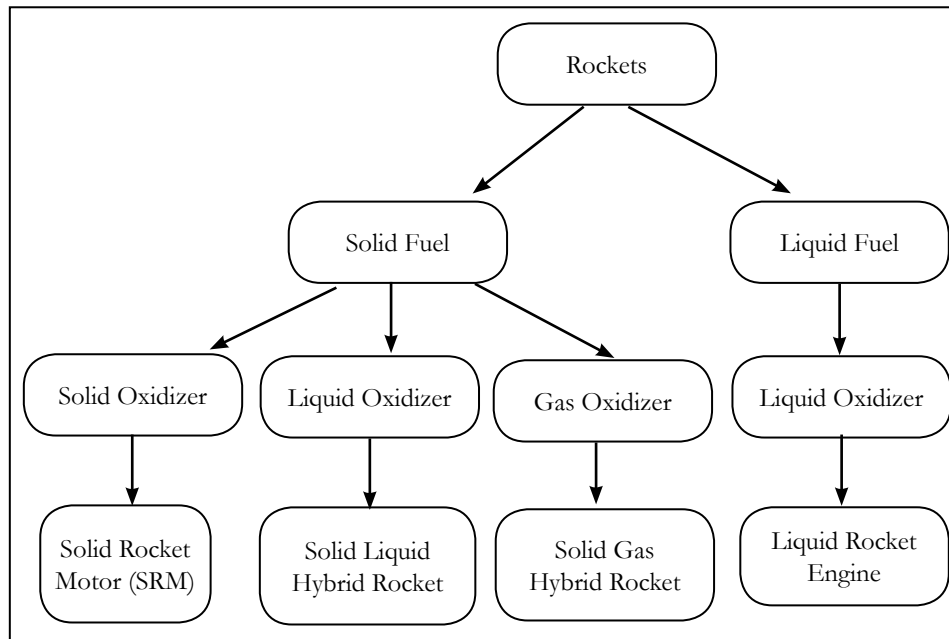 Rockets
Solid Fuel
Liquid Fuel
Solid Oxidizer
Liquid Oxidizer
Gas Oxidizer
Liquid Oxidizer
Solid Rocket
Motor (SRM)
Solid Liquid
Hybrid Rocket
Solid Gas
Hybrid Rocket
Liquid Rocket
Engine